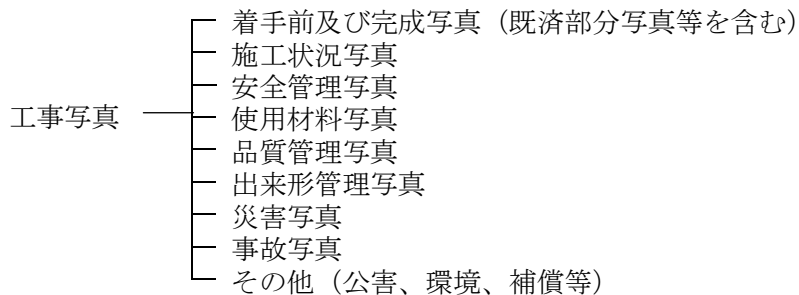 着手前及び完成写真（既済部分写真等を含む）
施工状況写真
安全管理写真
工事写真
使用材料写真
品質管理写真
出来形管理写真
災害写真
事故写真
その他（公害、環境、補償等）